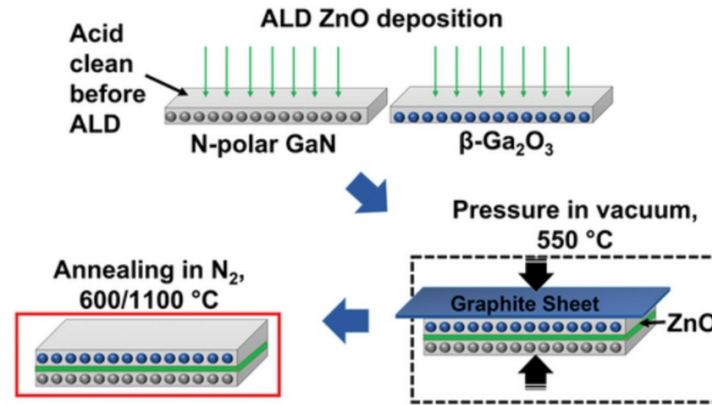 ALD ZnO deposition
Acid
clean
before
ALD
N-polar GaN
β-Ga₂O₃
Pressure in vacuum,
550 °C
Graphite Sheet
ZnO
Annealing in N₂,
600/1100 °C